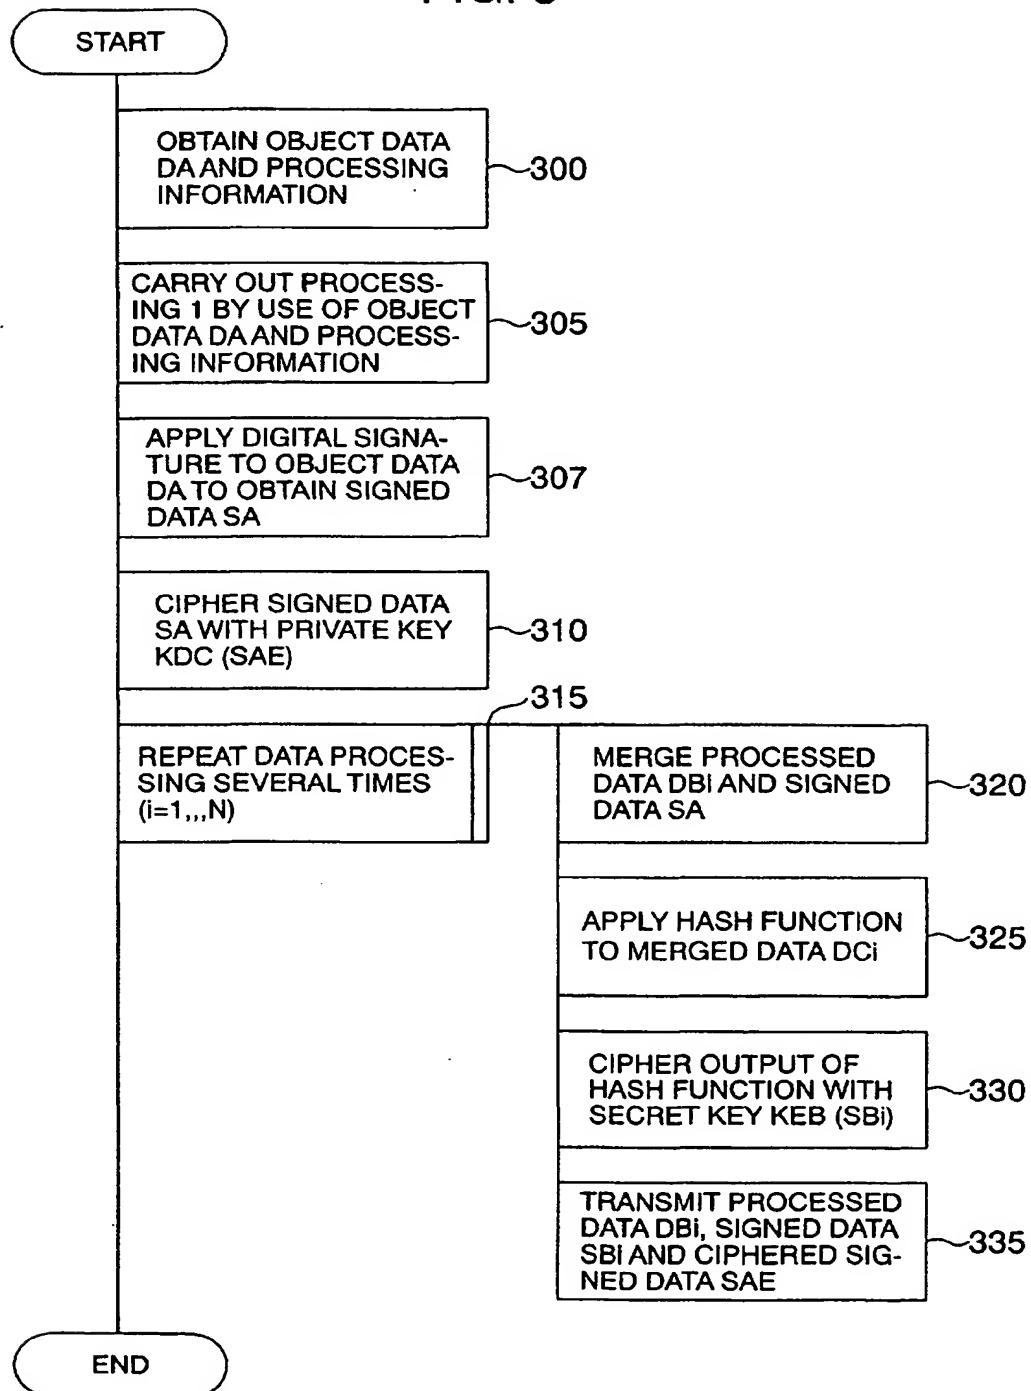 START
OBTAIN OBJECT DATA
DA AND PROCESSING
INFORMATION
300
CARRY OUT PROCESS-
ING 1 BY USE OF OBJECT
DATA DA AND PROCESS-
ING INFORMATION
305
APPLY DIGITAL SIGNA-
TURE TO OBJECT DATA
DA TO OBTAIN SIGNED
DATA SA
307
CIPHER SIGNED DATA
SA WITH PRIVATE KEY
KDC (SAE)
310
315
REPEAT DATA PROCES-
SING SEVERAL TIMES
(i=1,,,N)
MERGE PROCESSED
DATA DBi AND SIGNED
DATA SA
320
APPLY HASH FUNCTION
TO MERGED DATA DCi
325
CIPHER OUTPUT OF
HASH FUNCTION WITH
SECRET KEY KEB (SBi)
330
TRANSMIT PROCESSED
DATA DBi, SIGNED DATA
SBi AND CIPHERED SIG-
NED DATA SAE
335
END